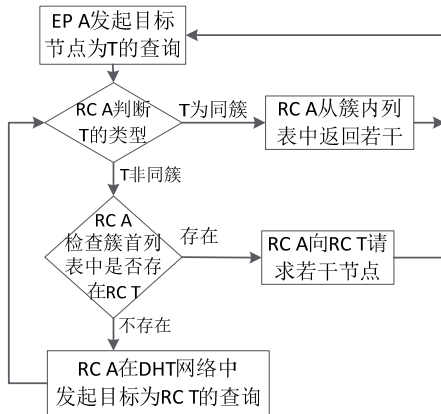 EP A发起目标
节点为T的查询
RC A判断
T的类型
T为同簇
RC A从簇内列
表中返回若干
T非同簇
RC A
检查簇首列
表中是否存
在RC T
存在
RC A向RC T请
求若干节点
不存在
RC A在DHT网络中
发起目标为RC T的查询